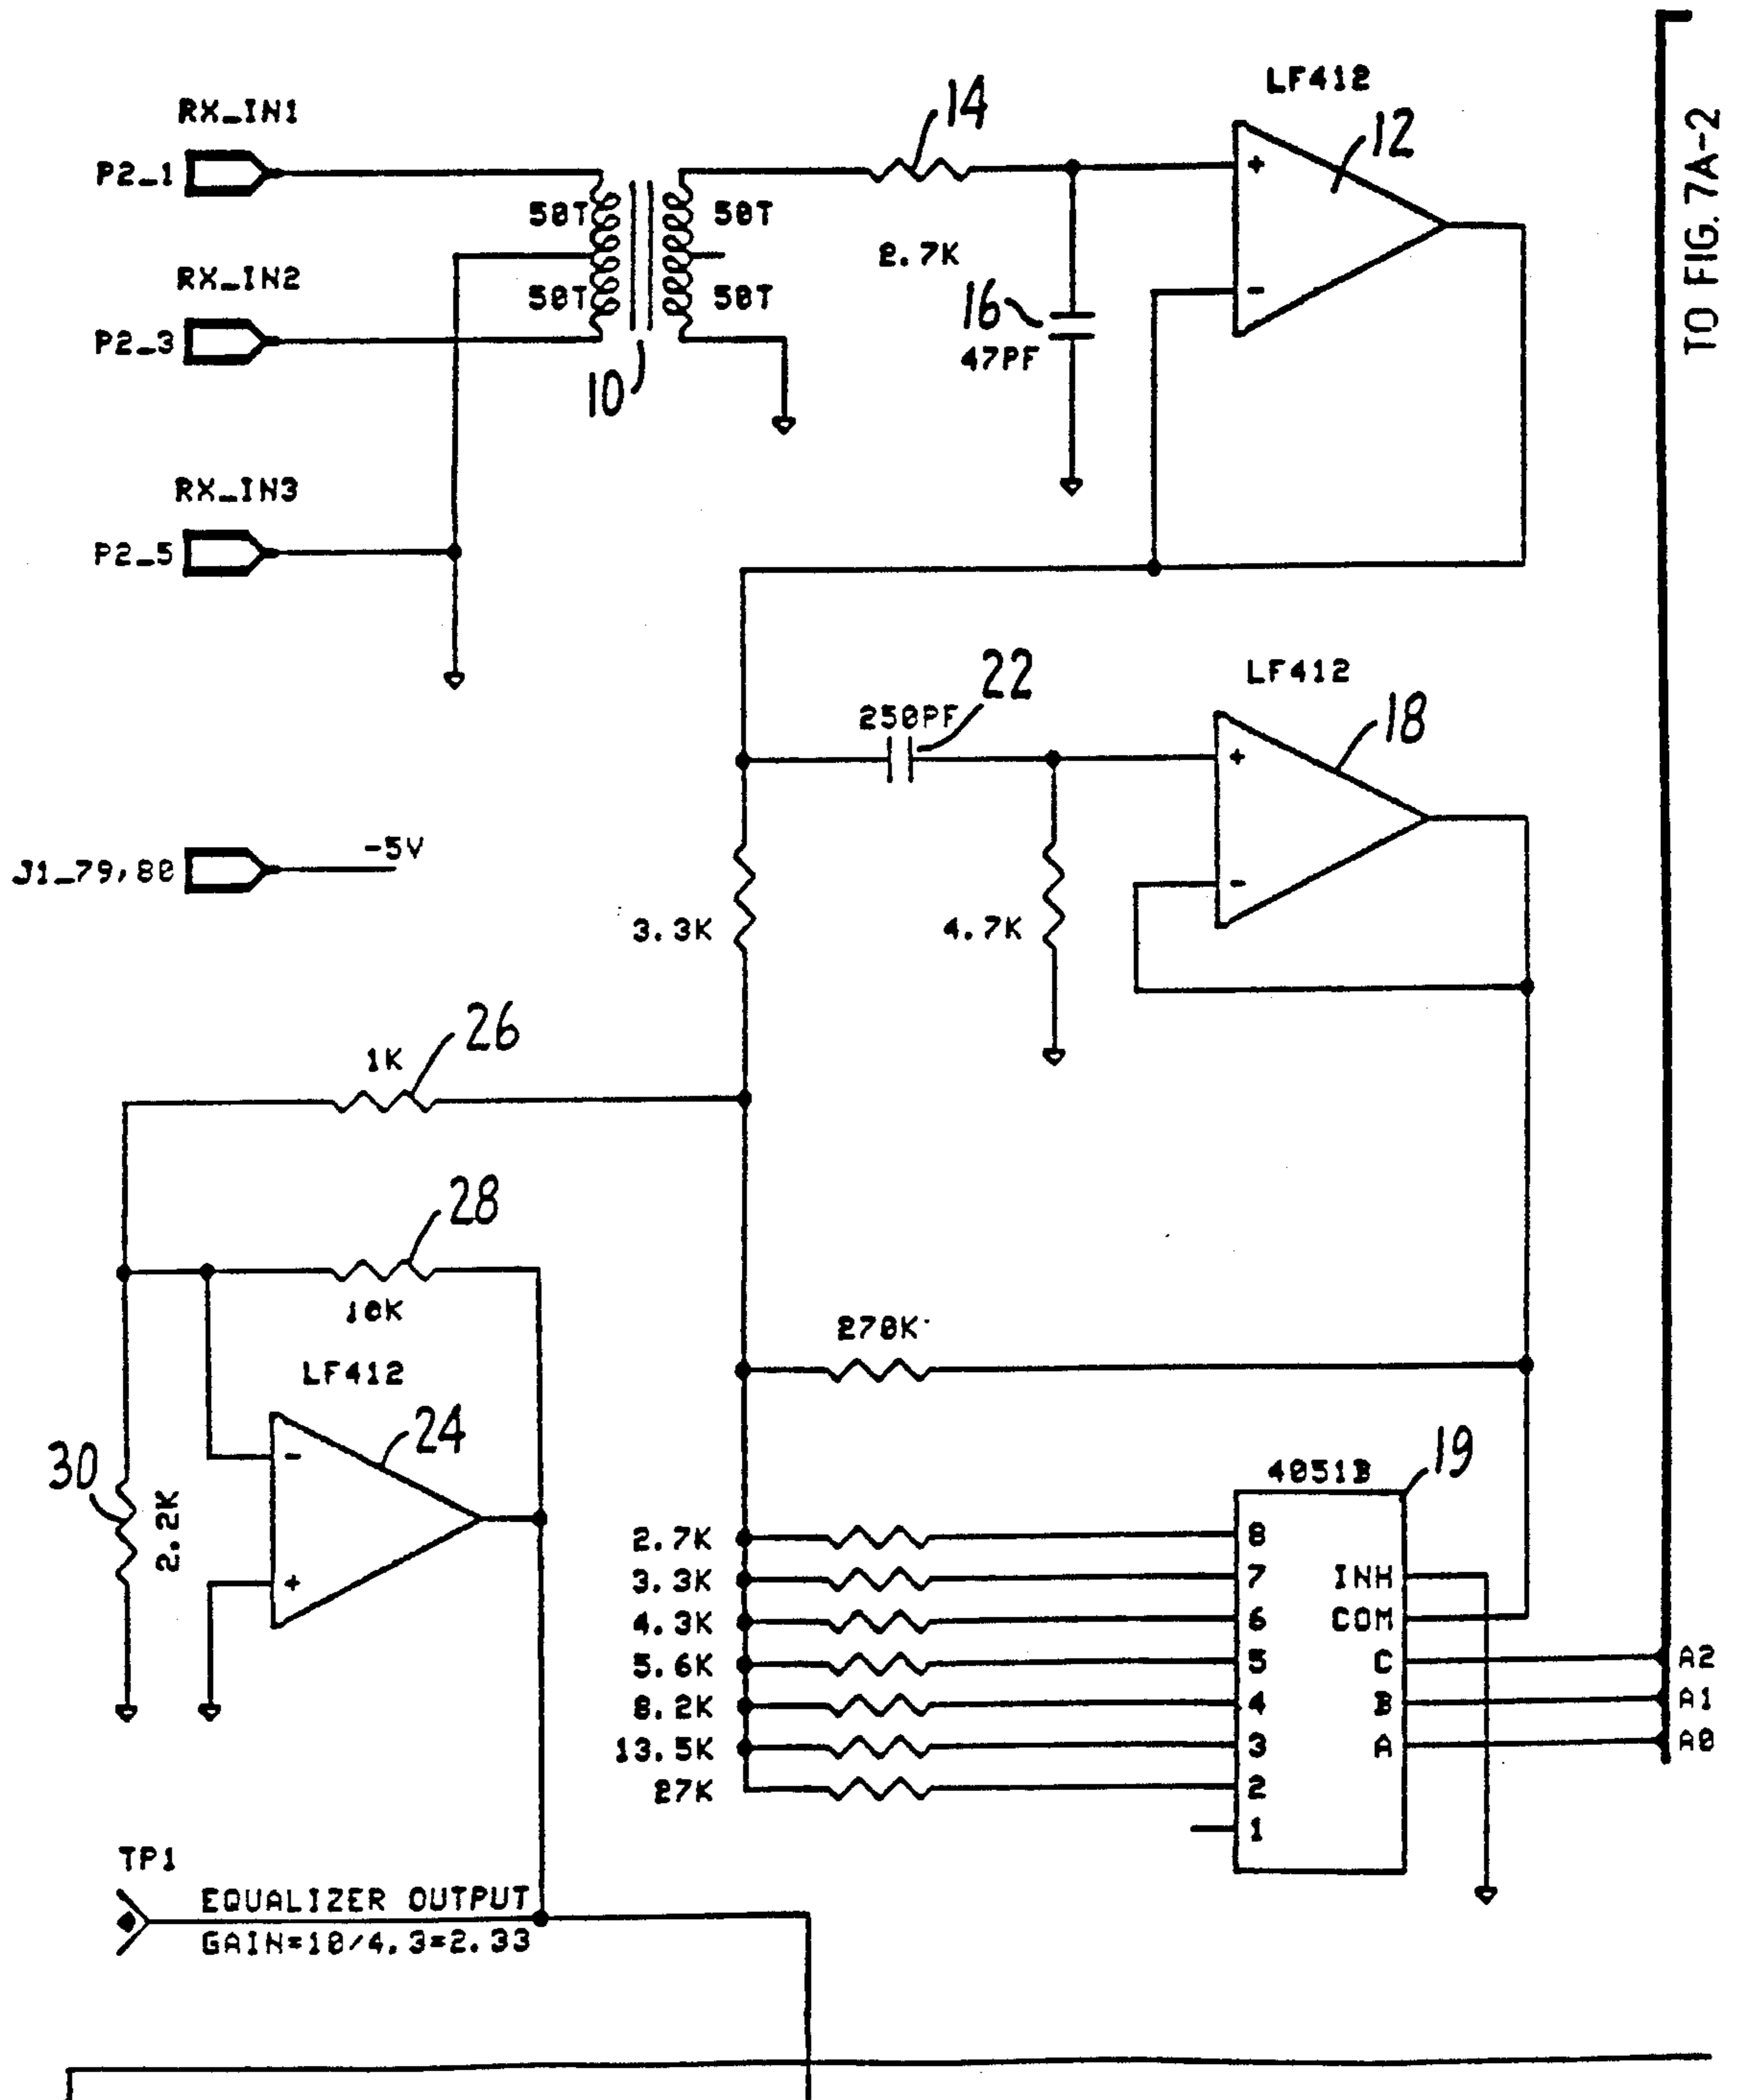 LF412
RX_IN1
14
12
P2_1
50T
50T
TO FIG. 7A-2
2.7K
RX_IN2
50T
50T
16
P2_3
47PF
10
RX_IN3
P2_5
LF412
22
250PF
18
-5V
J1_79,80
3.3K
4.7K
26
1K
28
10K
270K
LF412
24
30
2.2K
19
4051B
2.7K
8
3.3K
7
INH
4.3K
6
COM
5.6K
5
C
A2
8.2K
4
B
A1
13.5K
3
A
A0
27K
2
1
TP1
EQUALIZER OUTPUT
GAIN=10/4.3=2.33
+
-
+
-
-
+